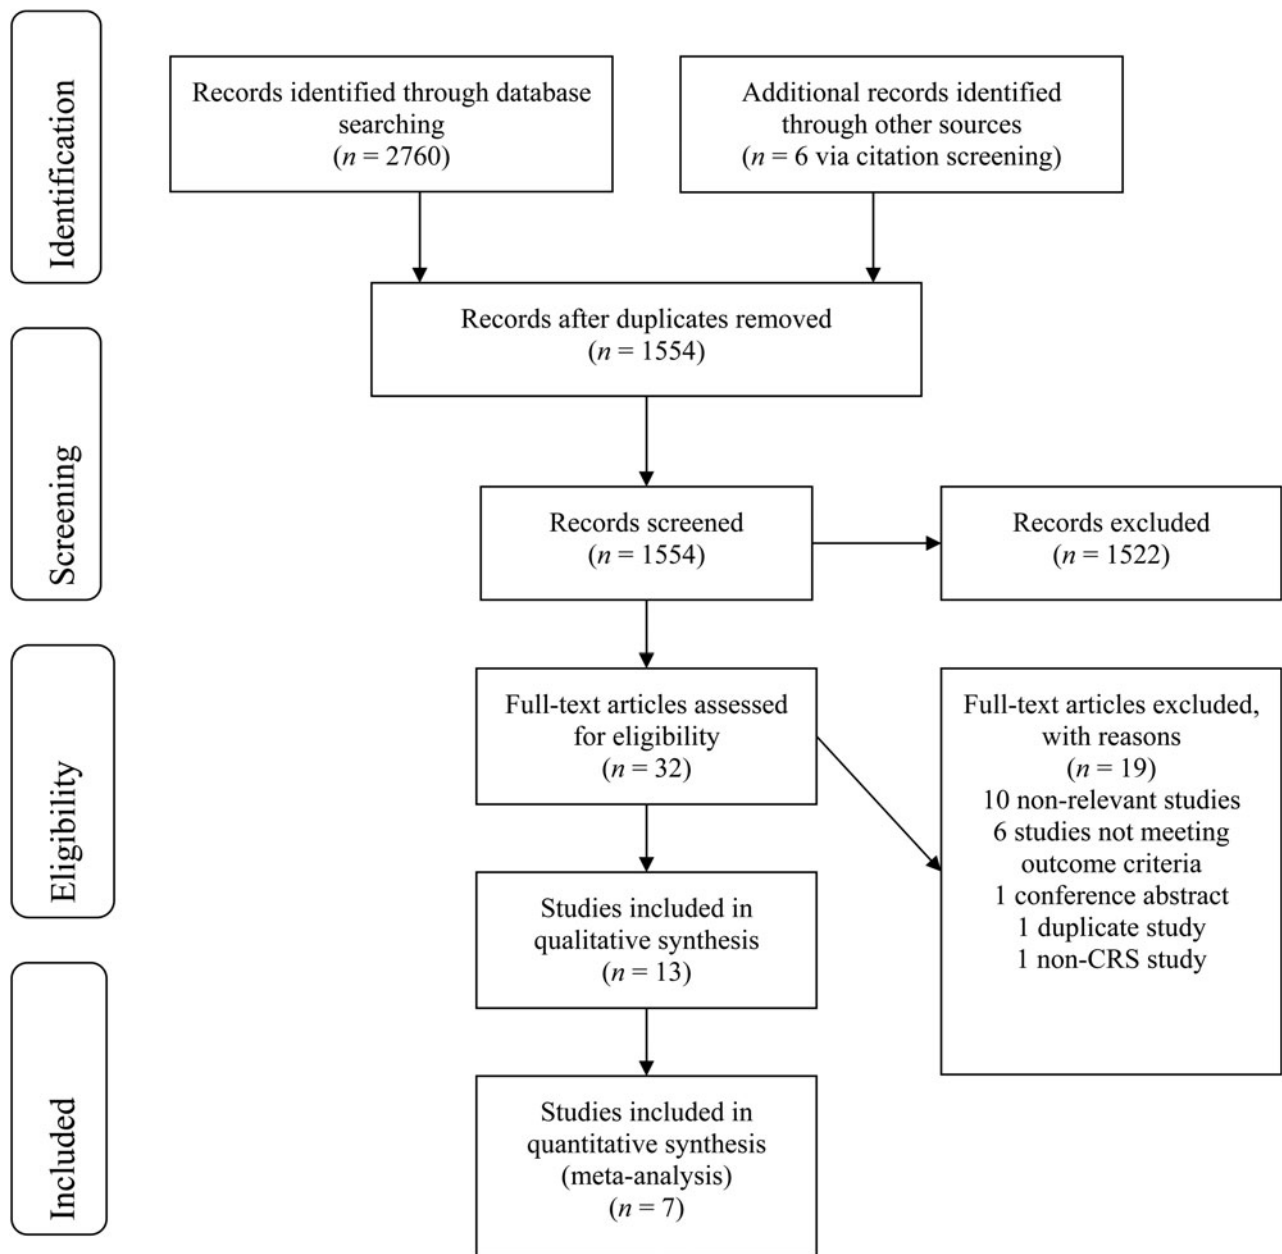 Identification
Records identified through database
searching
(n = 2760)
Additional records identified
through other sources
(n = 6 via citation screening)
Records after duplicates removed
(n = 1554)
Screening
Records screened
(n = 1554)
Records excluded
(n = 1522)
Eligibility
Full-text articles assessed
for eligibility
(n = 32)
Full-text articles excluded,
with reasons
(n = 19)
10 non-relevant studies
6 studies not meeting
outcome criteria
1 conference abstract
1 duplicate study
1 non-CRS study
Studies included in
qualitative synthesis
(n = 13)
Included
Studies included in
quantitative synthesis
(meta-analysis)
(n = 7)